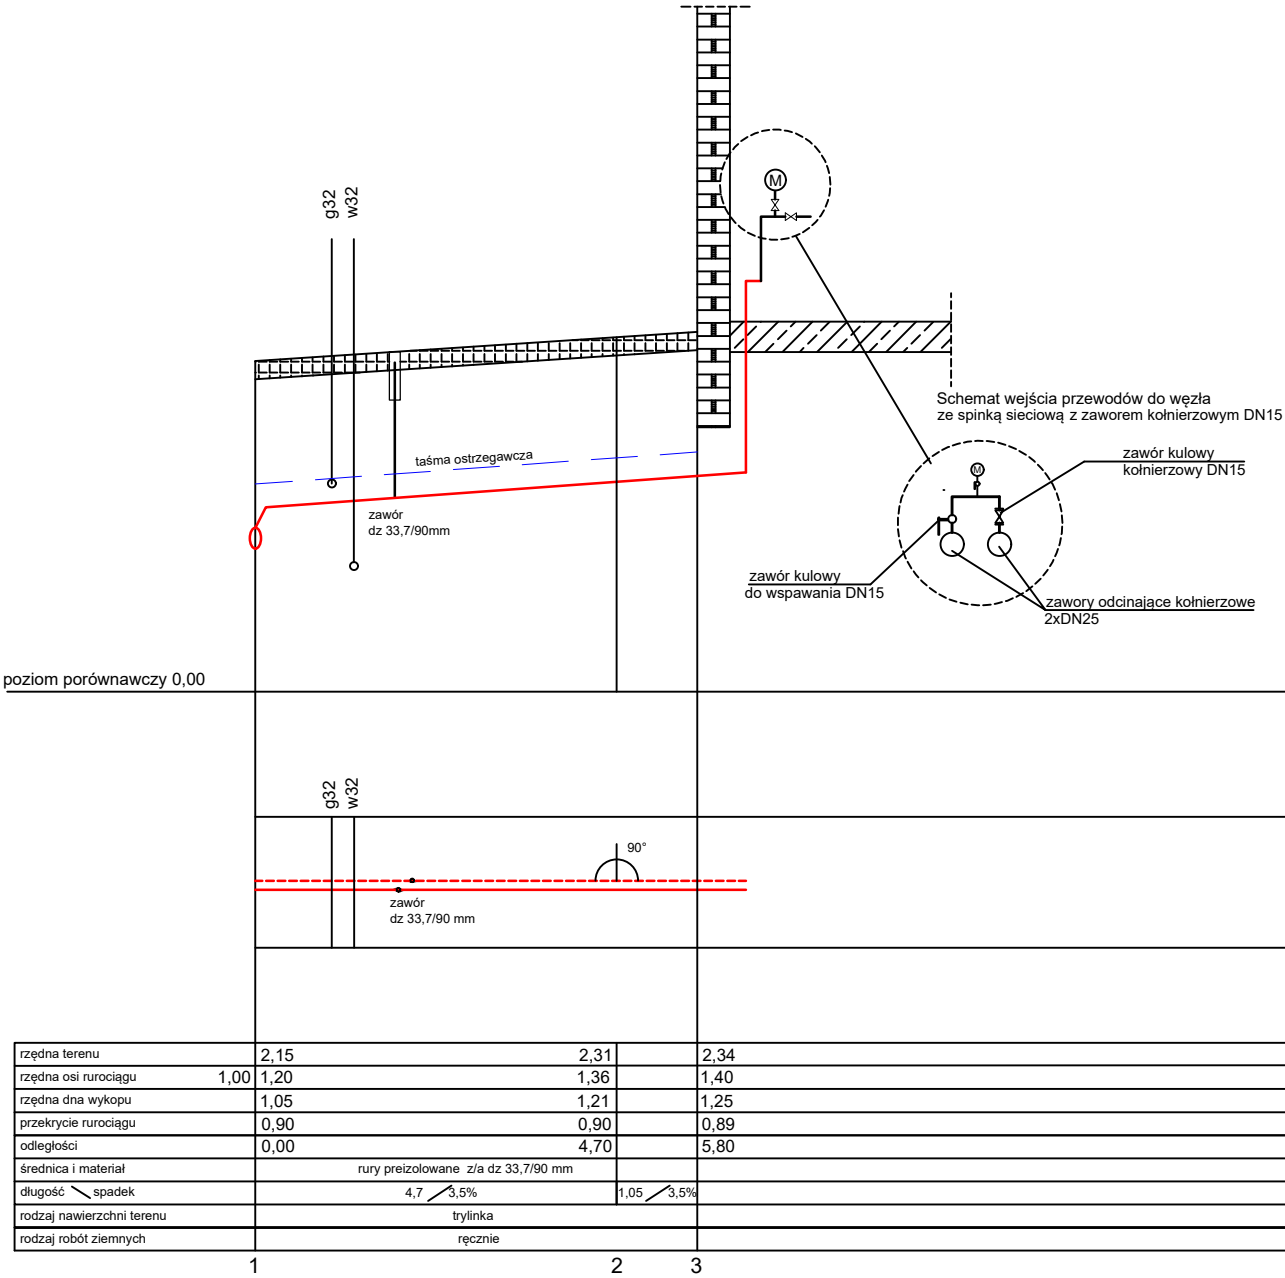 g32
w32
M
taśma ostrzegawcza
zawór
dz 33,7/90mm
Schemat wejścia przewodów do węzła
ze spinką sieciową z zaworem kołnierzowym DN15
zawór kulowy
kołnierzowy DN15
M
P
zawór kulowy
do wspawania DN15
zawory odcinające kołnierzowe
2xDN25
poziom porównawczy 0,00
g32
w32
90°
zawór
dz 33,7/90 mm
rzędna terenu 2,15 2,31 2,34
rzędna osi rurociągu 1,00 1,20 1,36 1,40
rzędna dna wykopu 1,05 1,21 1,25
przekrycie rurociągu 0,90 0,90 0,89
odległości 0,00 4,70 5,80
średnica i materiał rury preizolowane z/a dz 33,7/90 mm
długość spadek 4,7 3,5% 1,05 3,5%
rodzaj nawierzchni terenu trylinka
rodzaj robót ziemnych ręcznie
1 2 3